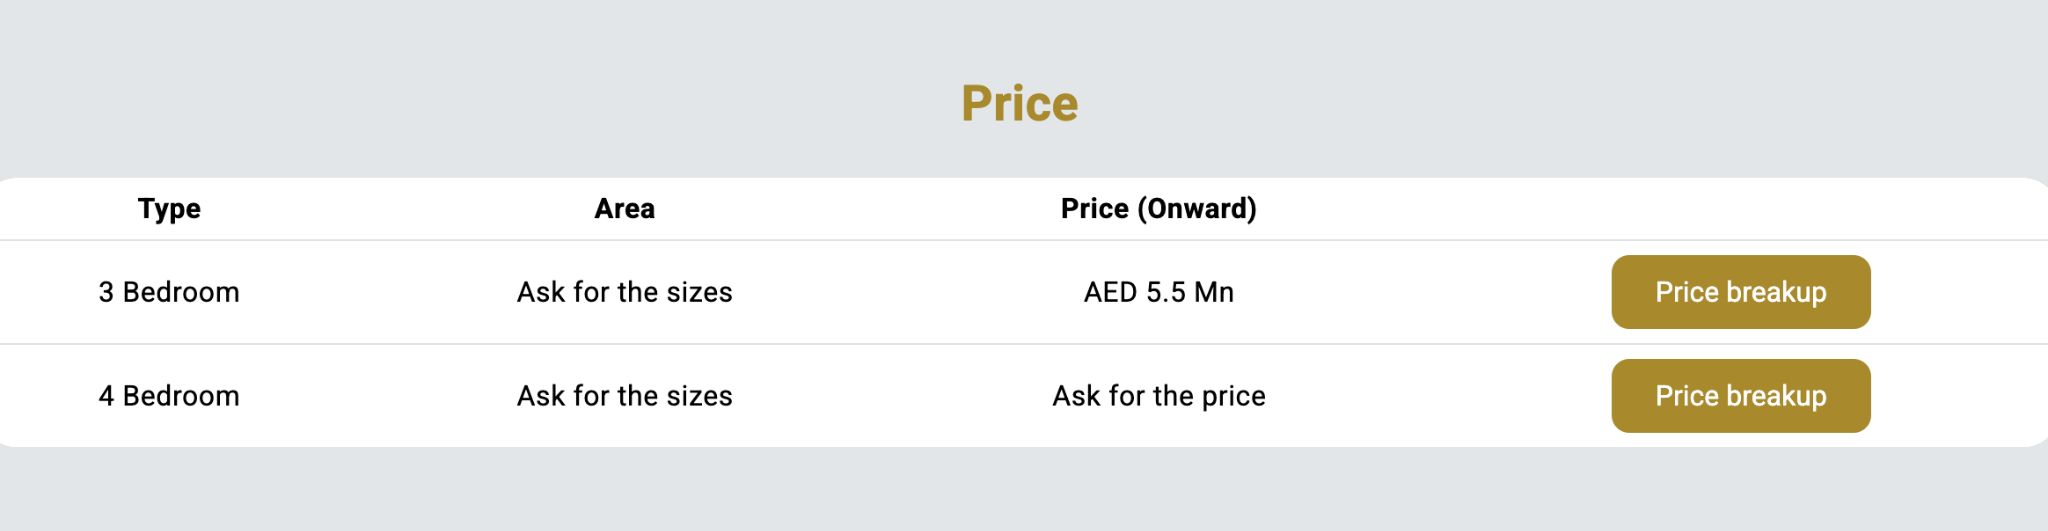 Price
Type Area Price (Onward)
3 Bedroom Ask for the sizes AED 5.5 Mn Price breakup
4 Bedroom Ask for the sizes Ask for the price Price breakup